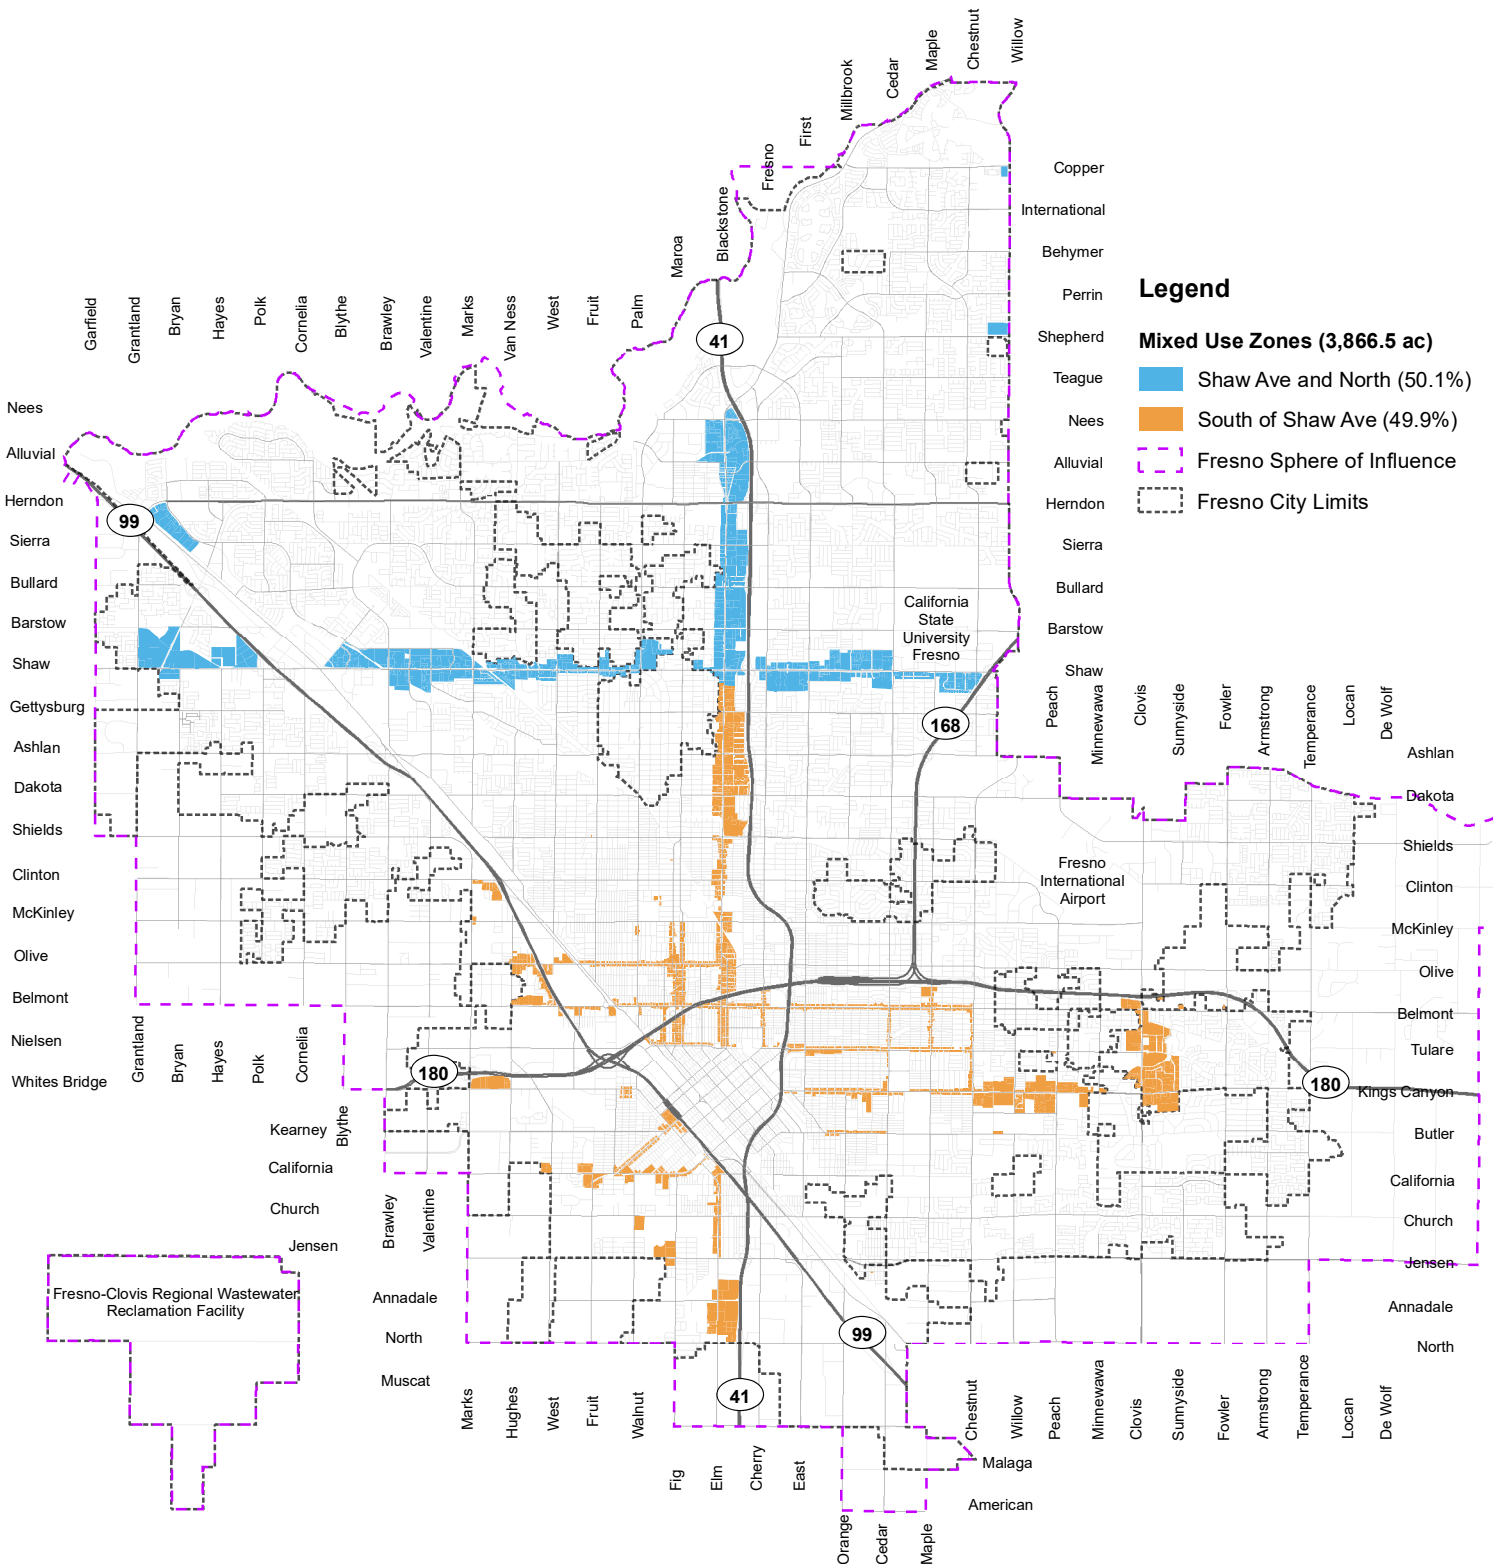 Willow
Chestnut
Maple
Cedar
Millbrook
First
Fresno
Blackstone
Maroa
Palm
Fruit
West
Van Ness
Marks
Valentine
Brawley
Blythe
Cornelia
Polk
Hayes
Bryan
Grantland
Garfield
Copper
International
Behymer
Perrin
Shepherd
Teague
Nees
Alluvial
Herndon
Sierra
Bullard
Barstow
Shaw
Legend
Mixed Use Zones (3,866.5 ac)
Shaw Ave and North (50.1%)
South of Shaw Ave (49.9%)
Fresno Sphere of Influence
Fresno City Limits
Nees
Alluvial
Herndon
Sierra
Bullard
Barstow
Shaw
Gettysburg
Ashlan
Dakota
Shields
Clinton
McKinley
Olive
Belmont
Nielsen
Whites Bridge
41
99
168
180
180
99
41
California
State
University
Fresno
Fresno
International
Airport
Peach
Minnewawa
Clovis
Sunnyside
Fowler
Armstrong
Temperance
Locan
De Wolf
Ashlan
Dakota
Shields
Clinton
McKinley
Olive
Belmont
Tulare
Kings Canyon
Butler
California
Church
Jensen
Annadale
North
Grantland
Bryan
Hayes
Polk
Cornelia
Blythe
Kearney
California
Church
Jensen
Brawley
Valentine
Annadale
North
Muscat
Fresno-Clovis Regional Wastewater
Reclamation Facility
Marks
Hughes
West
Fruit
Walnut
Fig
Elm
Cherry
East
Orange
Cedar
Maple
Chestnut
Willow
Peach
Minnewawa
Clovis
Sunnyside
Fowler
Armstrong
Temperance
Locan
De Wolf
Malaga
American